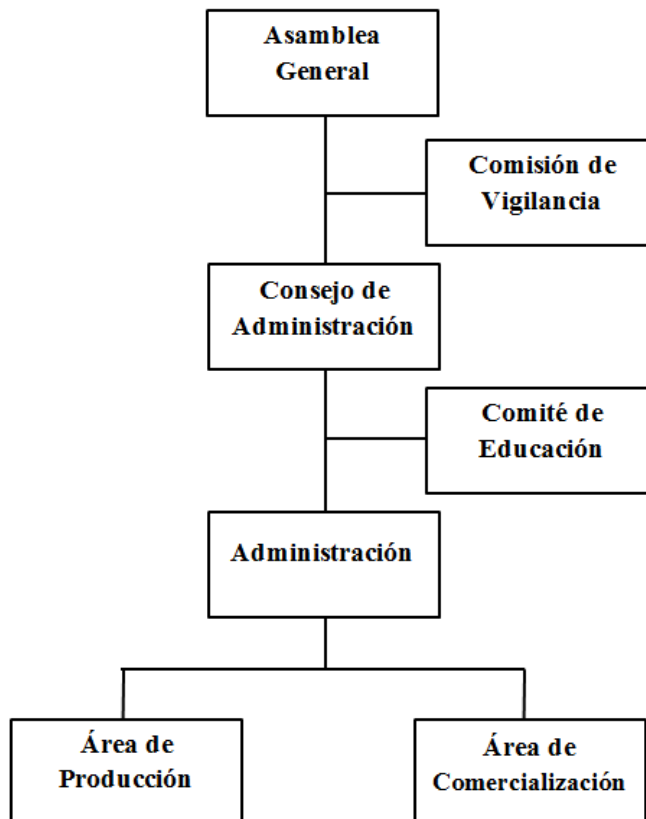 Asamblea
General
Comisión de
Vigilancia
Consejo de
Administración
Comité de
Educación
Administración
Área de
Producción
Área de
Comercialización